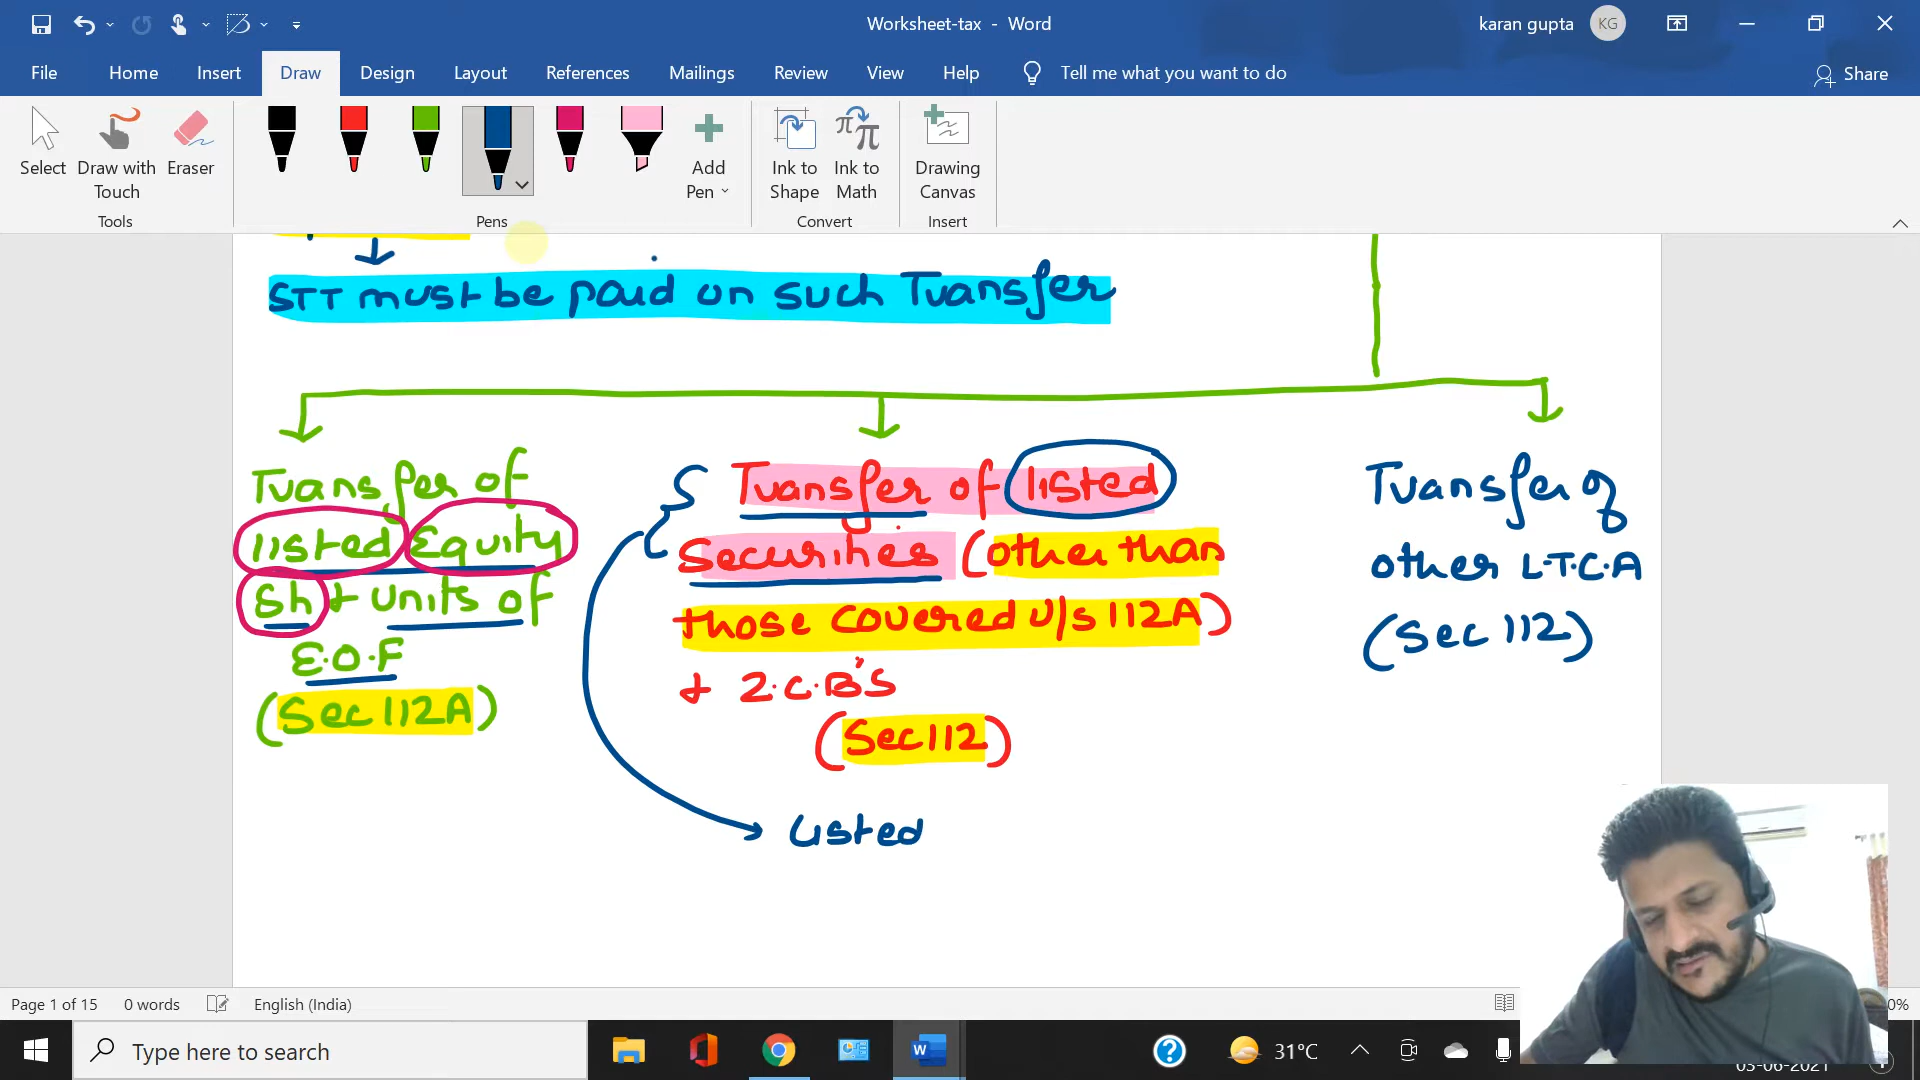 Worksheet-tax - Word
karan gupta
KG
File Home Insert Draw Design Layout References Mailings Review View Help Tell me what you want to do
Share
Select
Draw with Touch
Eraser
Add Pen
Ink to Shape
Ink to Math
Drawing Canvas
Tools
Pens
Convert
Insert
STT must be paid on such Transfer
Transfer of
listed Equity
Sh + units of
E.O.F
(Sec 112A)
Transfer of listed
Securities (other than
those covered u/s 112A)
+ Z.C.B's
(Sec 112)
Listed
Transfer of
other L.T.C.A
(Sec 112)
Page 1 of 15 0 words English (India)
0%
Type here to search
31°C
03-06-2021